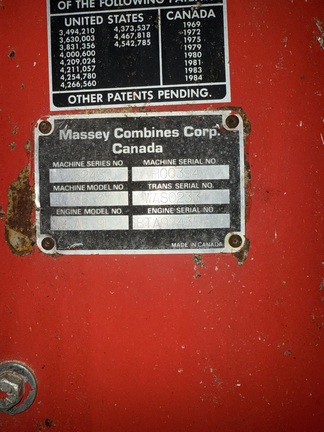 OF THE FOLLOWING
UNITED STATES CANADA
3,494,210 4,373,537 1969
3,630,003 4,467,818 1972
3,831,356 4,542,785 1975
4,000,600 1979
4,209,024 1980
4,211,057 1981
4,254,780 1983
4,266,560 1984
OTHER PATENTS PENDING.
Massey Combines Corp.
Canada
MACHINE SERIES NO. MACHINE SERIAL NO.
MACHINE MODEL NO. TRANS SERIAL NO.
ENGINE MODEL NO. ENGINE SERIAL NO.
MADE IN CANADA